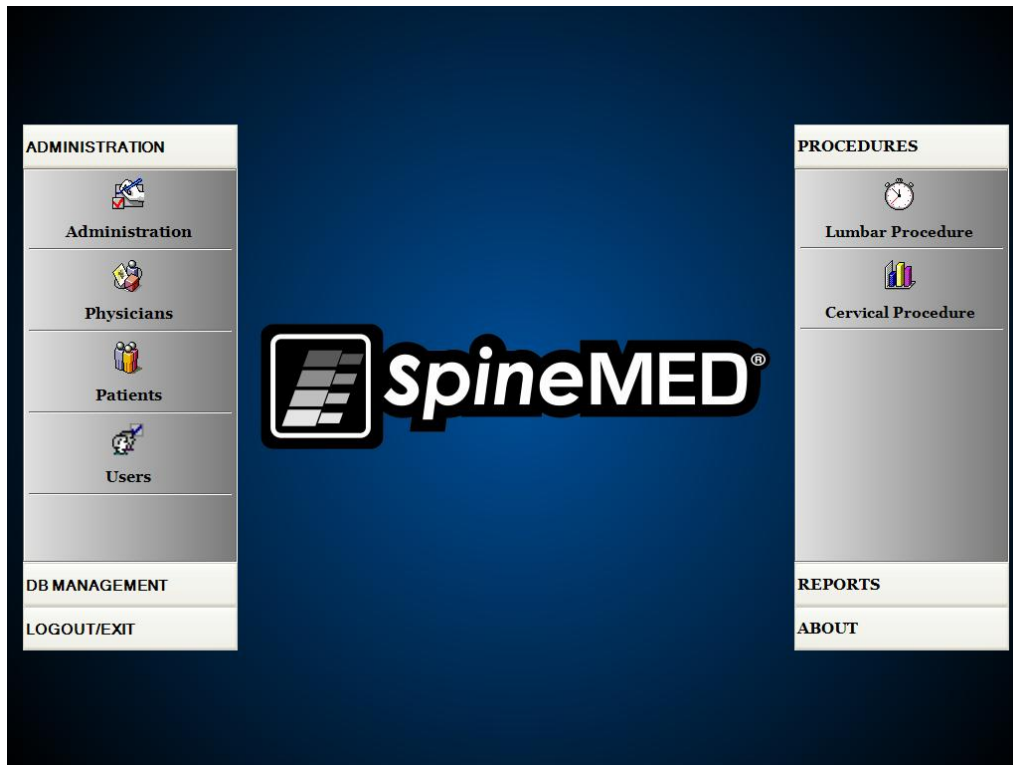 ADMINISTRATION
Administration
Physicians
Patients
Users
DB MANAGEMENT
LOGOUT/EXIT
SpineMED®
PROCEDURES
Lumbar Procedure
Cervical Procedure
REPORTS
ABOUT